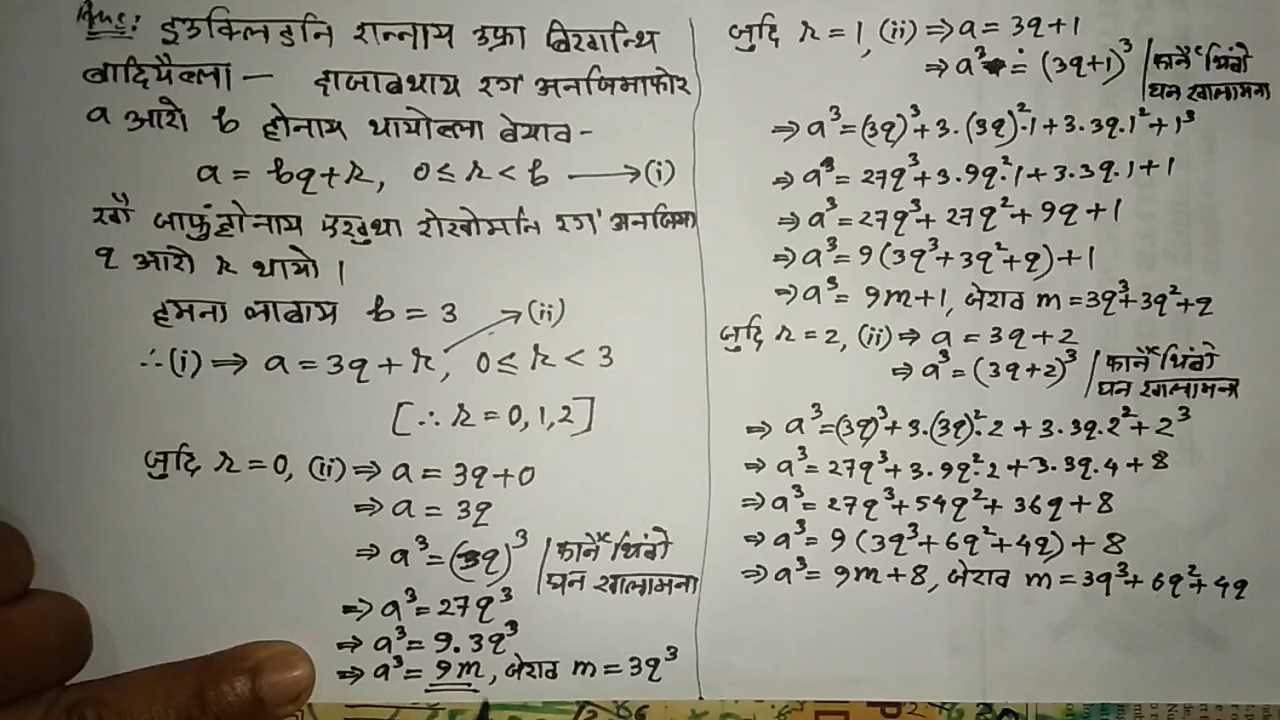 Ans: इउक्लिडनि रान्नाय उफ्रा बिरगन्थि
बादियैब्ला — दाजाबथाय रग अनजिमाफोर
a आरो b होनाय थायोब्ला बेयाव-
a = bq+r, 0 ≤ r < b ⟶ (i)
जाफुंहोनाय रग अनजिमा
q आरो r थायो।
हमना लाबाय b = 3
∴ (i) ⇒ a = 3q + r, 0 ≤ r < 3 → (ii)
[∴ r = 0, 1, 2]
जुदि r = 0, (ii) ⇒ a = 3q+0
⇒ a = 3q
⇒ a³ = (3q)³ | कानै थिंबो
घन खालामना
⇒ a³ = 27q³
⇒ a³ = 9.3q³
⇒ a³ = 9m, जेराव m = 3q³
जुदि r = 1, (ii) ⇒ a = 3q+1
⇒ a³ = (3q+1)³ | कानै थिंबो
घन खालामना
⇒ a³ = (3q)³ + 3.(3q)².1 + 3.3q.1² + 1³
⇒ a³ = 27q³ + 3.9q².1 + 3.3q.1 + 1
⇒ a³ = 27q³ + 27q² + 9q + 1
⇒ a³ = 9(3q³+3q²+q) + 1
⇒ a³ = 9m+1, जेराव m = 3q³+3q²+q
जुदि r = 2, (ii) ⇒ a = 3q+2
⇒ a³ = (3q+2)³ | कानै थिंबो
घन खालामना
⇒ a³ = (3q)³ + 3.(3q)².2 + 3.3q.2² + 2³
⇒ a³ = 27q³ + 3.9q².2 + 3.3q.4 + 8
⇒ a³ = 27q³ + 54q² + 36q + 8
⇒ a³ = 9(3q³+6q²+4q) + 8
⇒ a³ = 9m+8, जेराव m = 3q³+6q²+4q